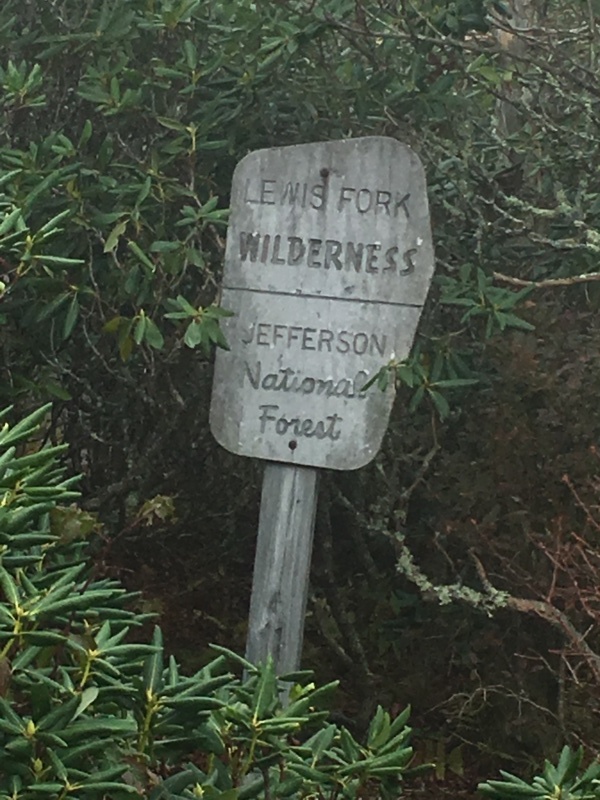 LEWIS FORK
WILDERNESS
JEFFERSON
National
Forest